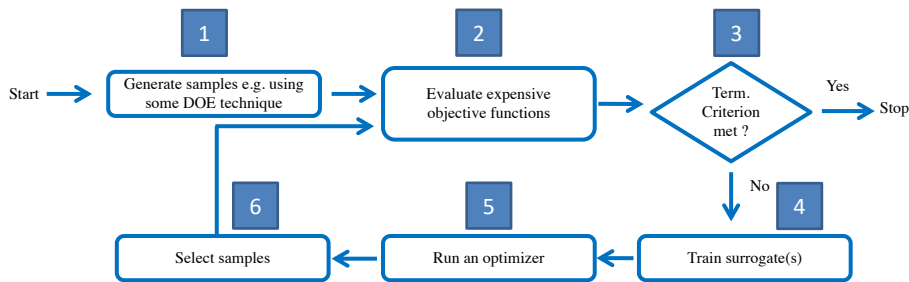 1
2
3
Start
Generate samples e.g. using
some DOE technique
Evaluate expensive
objective functions
Term.
Criterion
met ?
Yes
Stop
No
4
5
6
Select samples
Run an optimizer
Train surrogate(s)